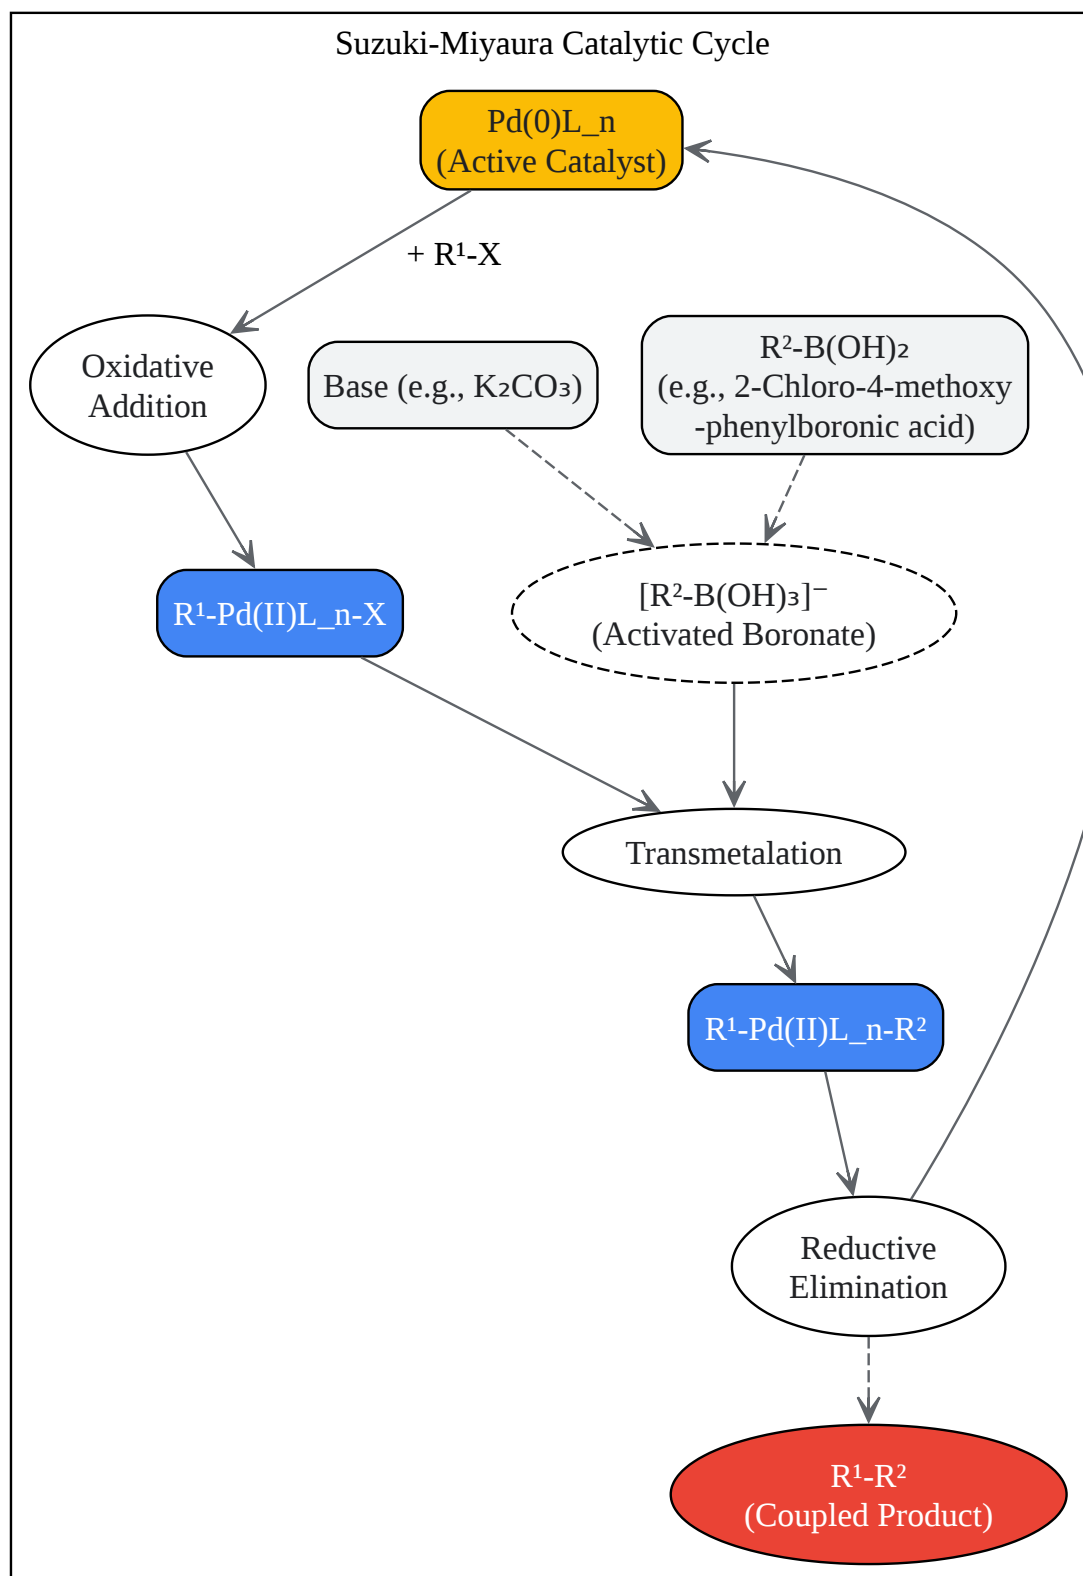 Suzuki-Miyaura Catalytic Cycle
Pd(0)L_n
(Active Catalyst)
+ R¹-X
Oxidative
Addition
Base (e.g., K₂CO₃)
R²-B(OH)₂
(e.g., 2-Chloro-4-methoxy
-phenylboronic acid)
R¹-Pd(II)L_n-X
[R²-B(OH)₃]⁻
(Activated Boronate)
Transmetalation
R¹-Pd(II)L_n-R²
Reductive
Elimination
R¹-R²
(Coupled Product)